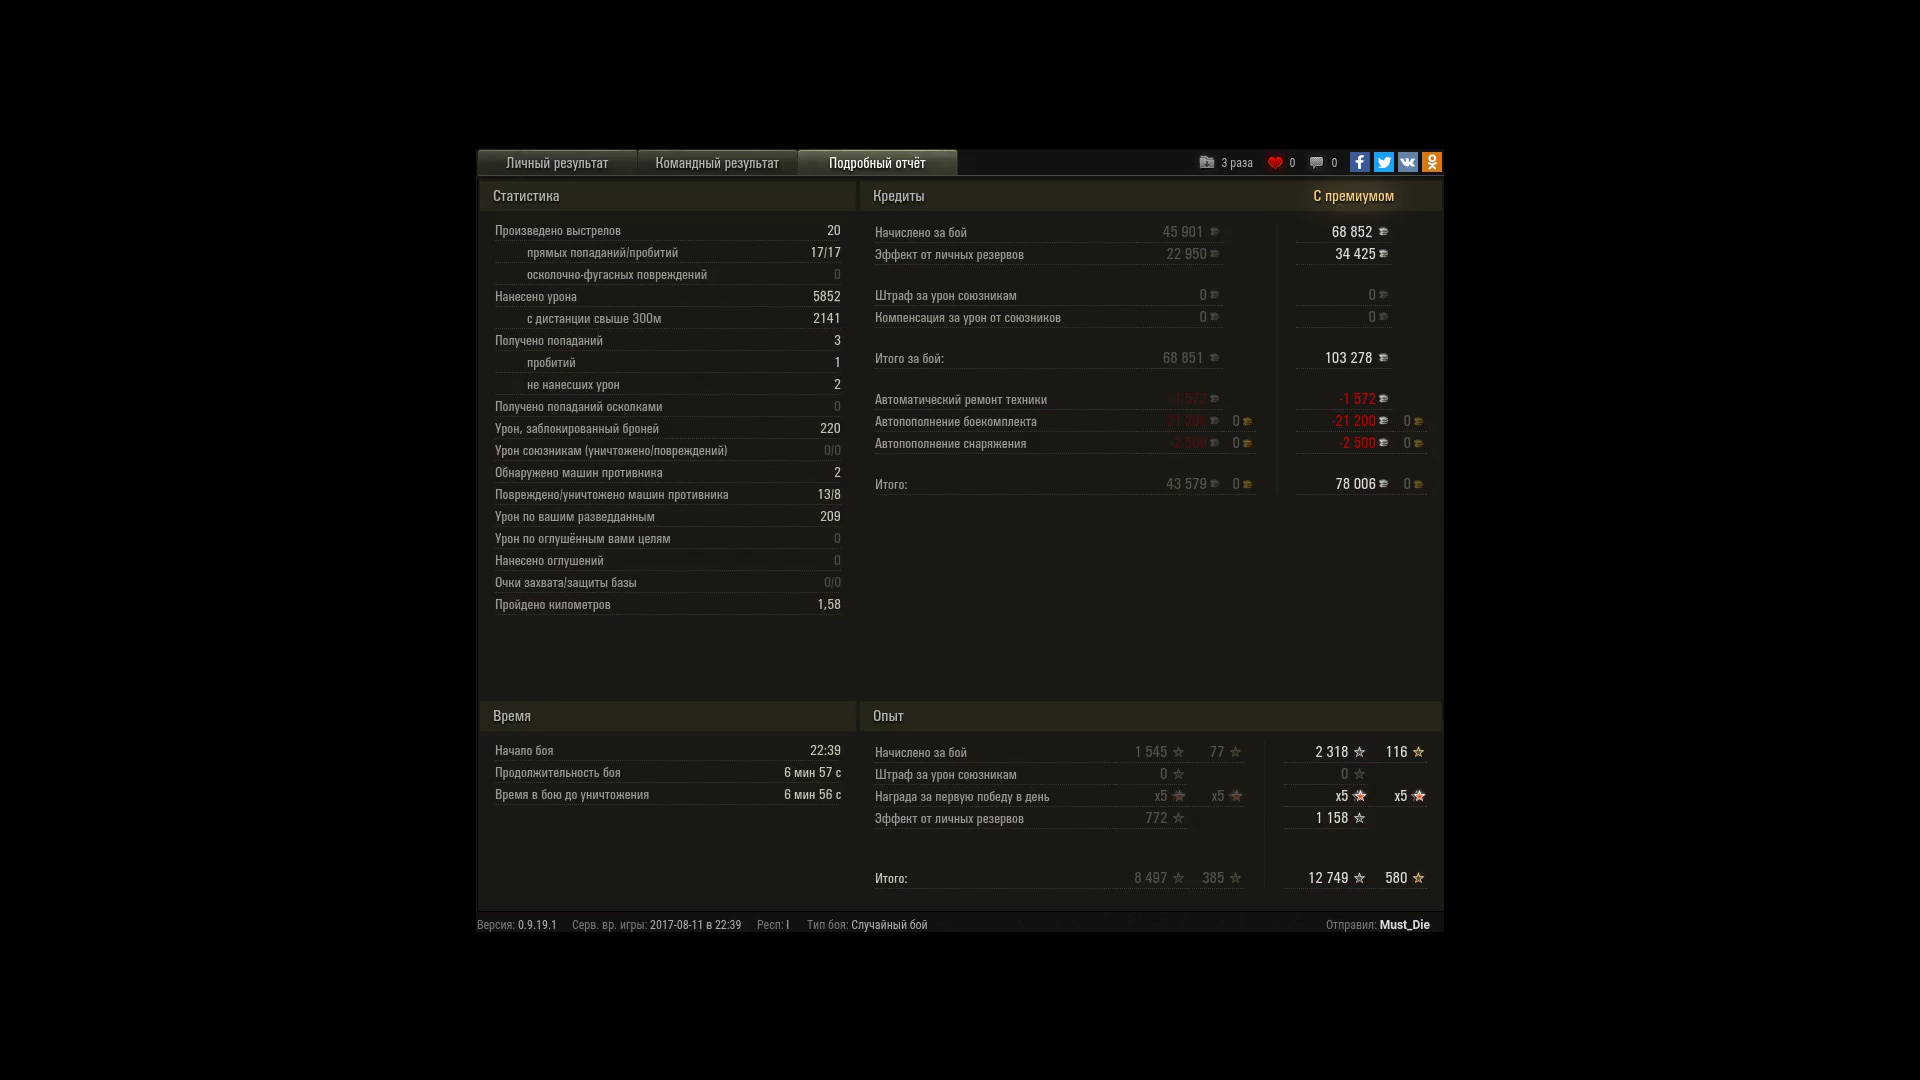 Личный результат Командный результат Подробный отчёт 3 раза 0 0
Статистика
Произведено выстрелов 20
прямых попаданий/пробитий 17/17
осколочно-фугасных повреждений 0
Нанесено урона 5852
с дистанции свыше 300м 2141
Получено попаданий 3
пробитий 1
не нанесших урон 2
Получено попаданий осколками 0
Урон, заблокированный броней 220
Урон союзникам (уничтожено/повреждений) 0/0
Обнаружено машин противника 2
Повреждено/уничтожено машин противника 13/8
Урон по вашим разведданным 209
Урон по оглушённым вами целям 0
Нанесено оглушений 0
Очки захвата/защиты базы 0/0
Пройдено километров 1,58
Кредиты С премиумом
Начислено за бой 45 901 68 852
Эффект от личных резервов 22 950 34 425
Штраф за урон союзникам 0 0
Компенсация за урон от союзников 0 0
Итого за бой: 68 851 103 278
Автоматический ремонт техники -1 572 -1 572
Автопополнение боекомплекта -21 200 0 -21 200 0
Автопополнение снаряжения -2 500 0 -2 500 0
Итого: 43 579 0 78 006 0
Время
Начало боя 22:39
Продолжительность боя 6 мин 57 с
Время в бою до уничтожения 6 мин 56 с
Опыт
Начислено за бой 1 545 77 2 318 116
Штраф за урон союзникам 0 0
Награда за первую победу в день x5 x5 x5 x5
Эффект от личных резервов 772 1 158
Итого: 8 497 385 12 749 580
Версия: 0.9.19.1 Серв. вр. игры: 2017-08-11 в 22:39 Респ: I Тип боя: Случайный бой Отправил: Must_Die